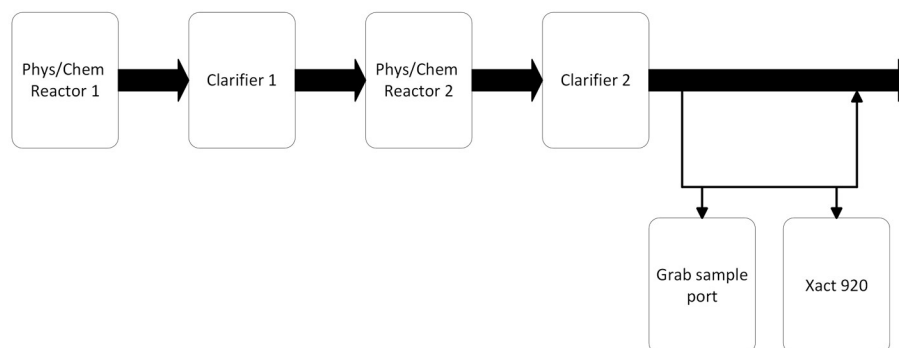 Phys/Chem
Reactor 1
Clarifier 1
Phys/Chem
Reactor 2
Clarifier 2
Grab sample
port
Xact 920